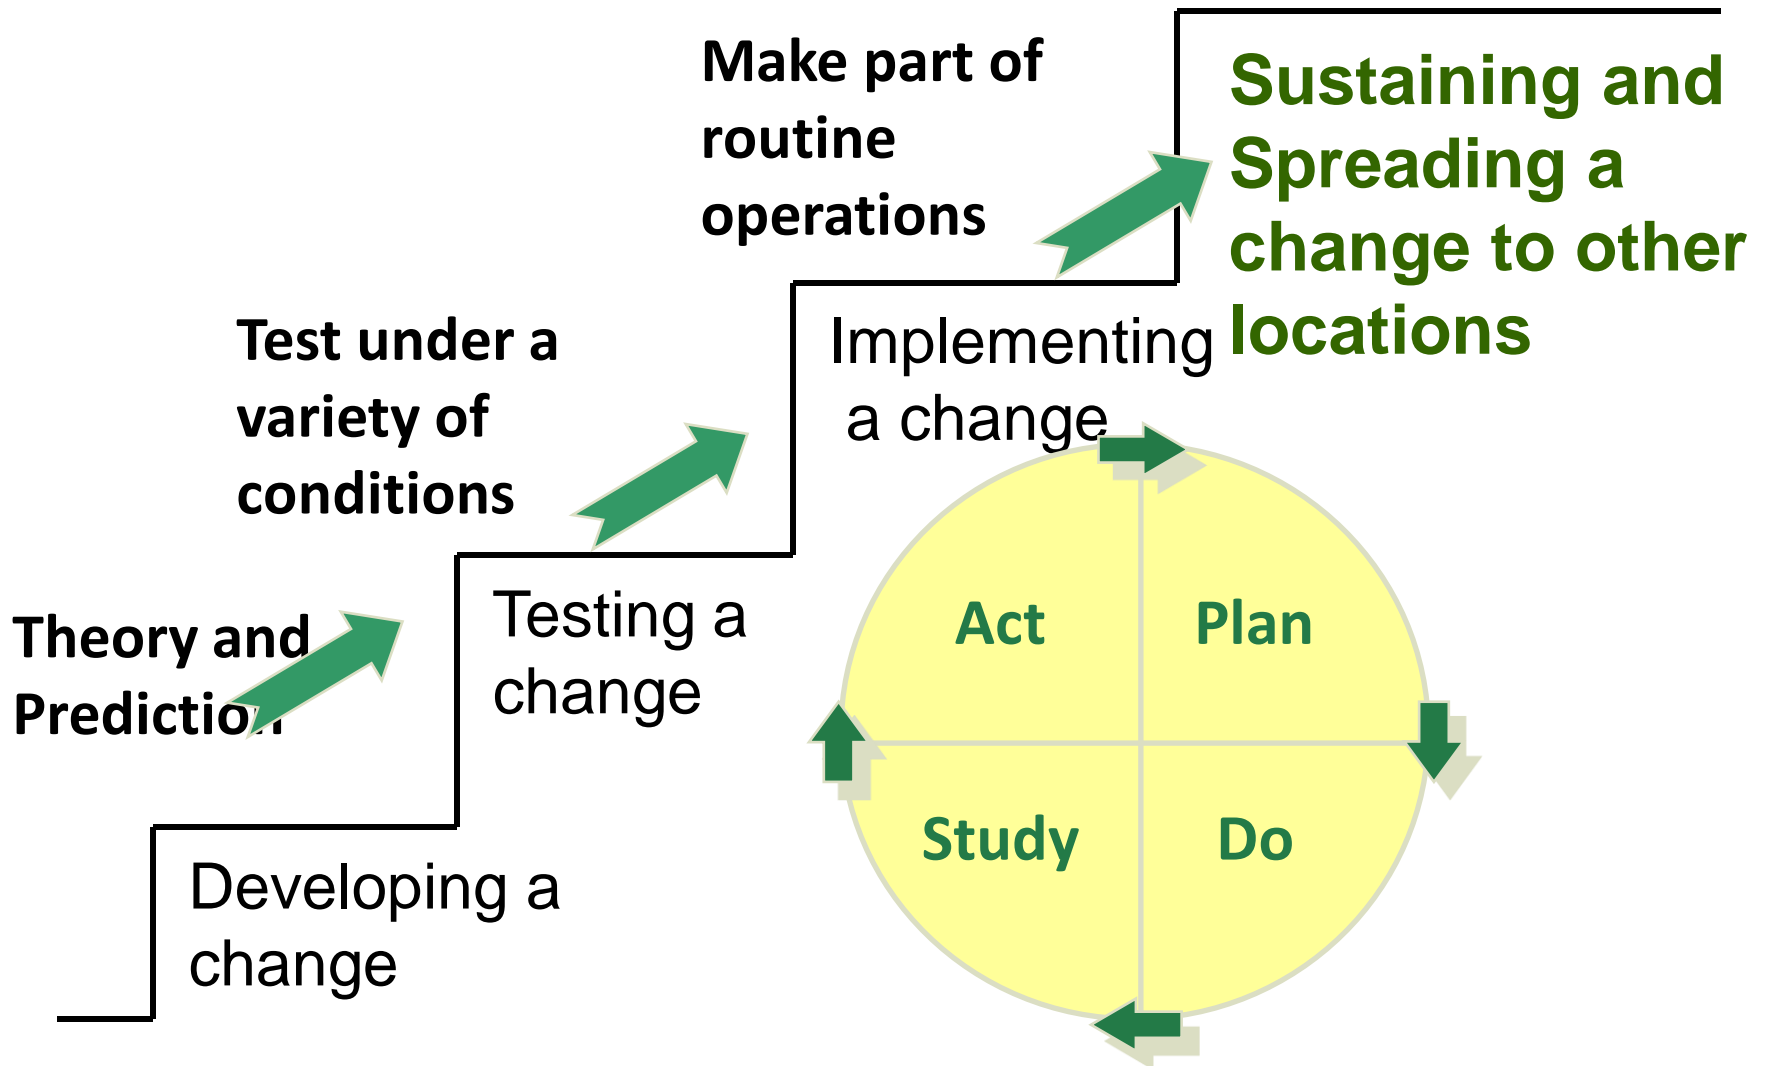 Make part of
routine
operations
Sustaining and
Spreading a
change to other
locations
Test under a
variety of
conditions
Implementing
a change
Theory and
Prediction
Testing a
change
Developing a
change
Act
Plan
Study
Do